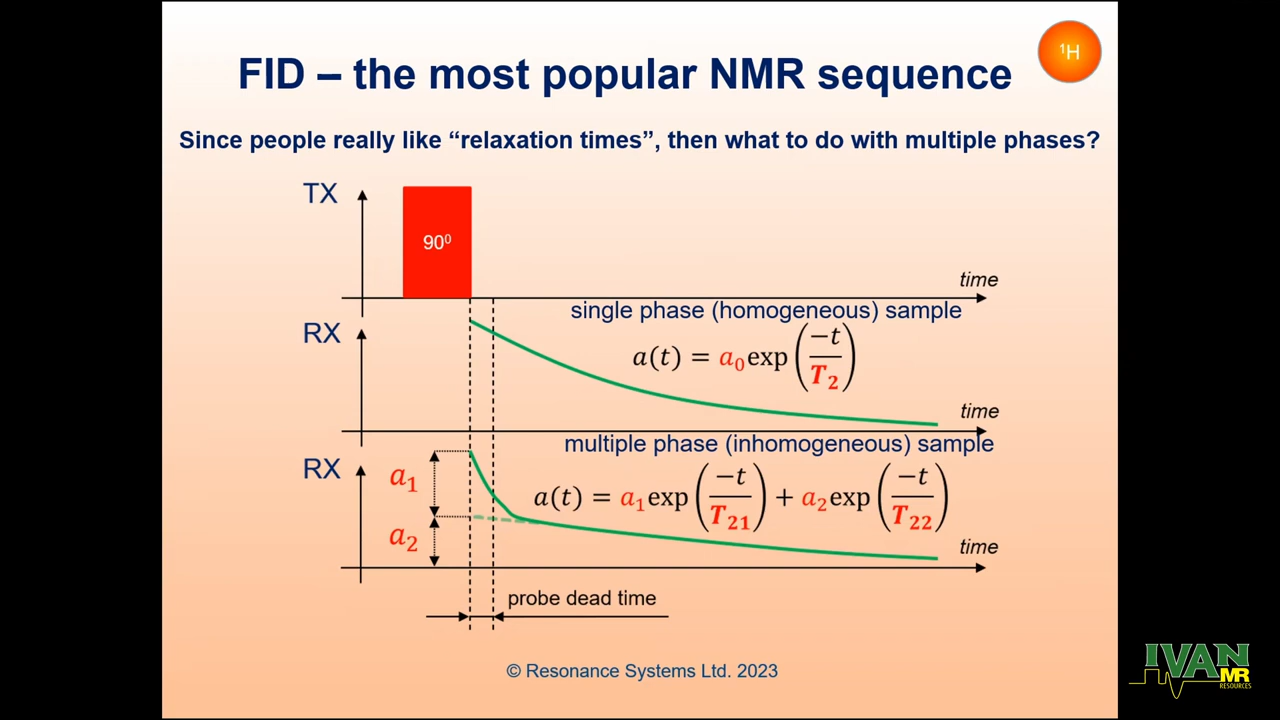 ¹H
FID – the most popular NMR sequence
Since people really like “relaxation times”, then what to do with multiple phases?
TX
90⁰
time
single phase (homogeneous) sample
RX
a(t) = a₀exp(−t/T₂)
time
multiple phase (inhomogeneous) sample
RX
a₁
a(t) = a₁exp(−t/T₂₁) + a₂exp(−t/T₂₂)
a₂
time
probe dead time
© Resonance Systems Ltd. 2023
IVAN
MR
RESOURCES